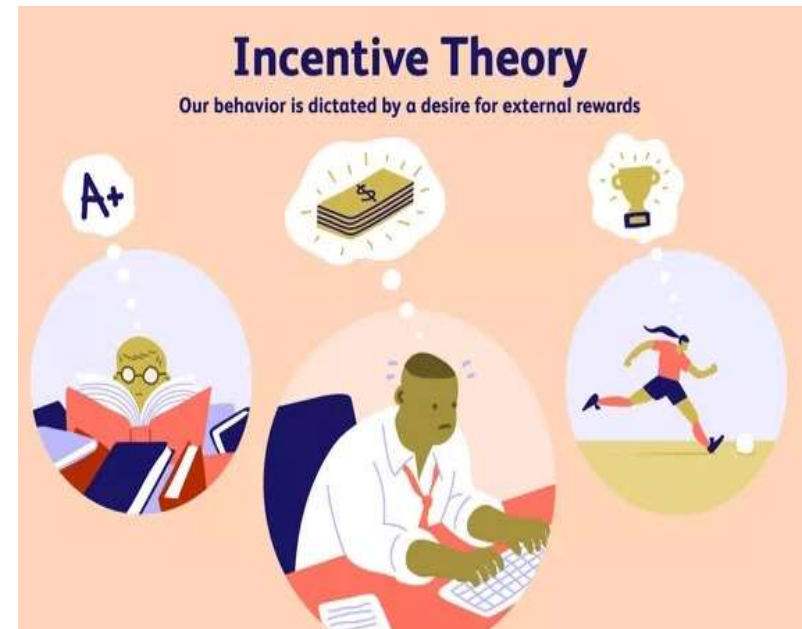 Incentive Theory
Our behavior is dictated by a desire for external rewards
A+
$